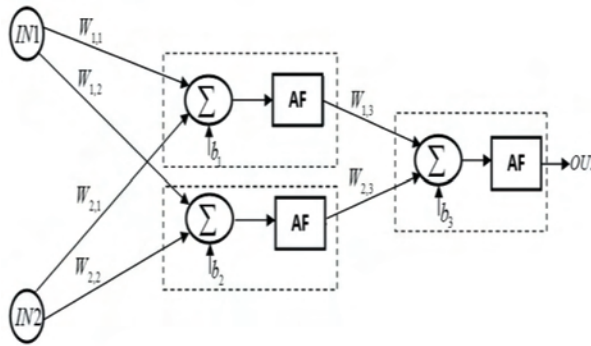 IN1
W1,1
W1,2
Σ
AF
b1
W1,3
Σ
AF
OU
b3
W2,1
Σ
AF
W2,3
b2
W2,2
IN2